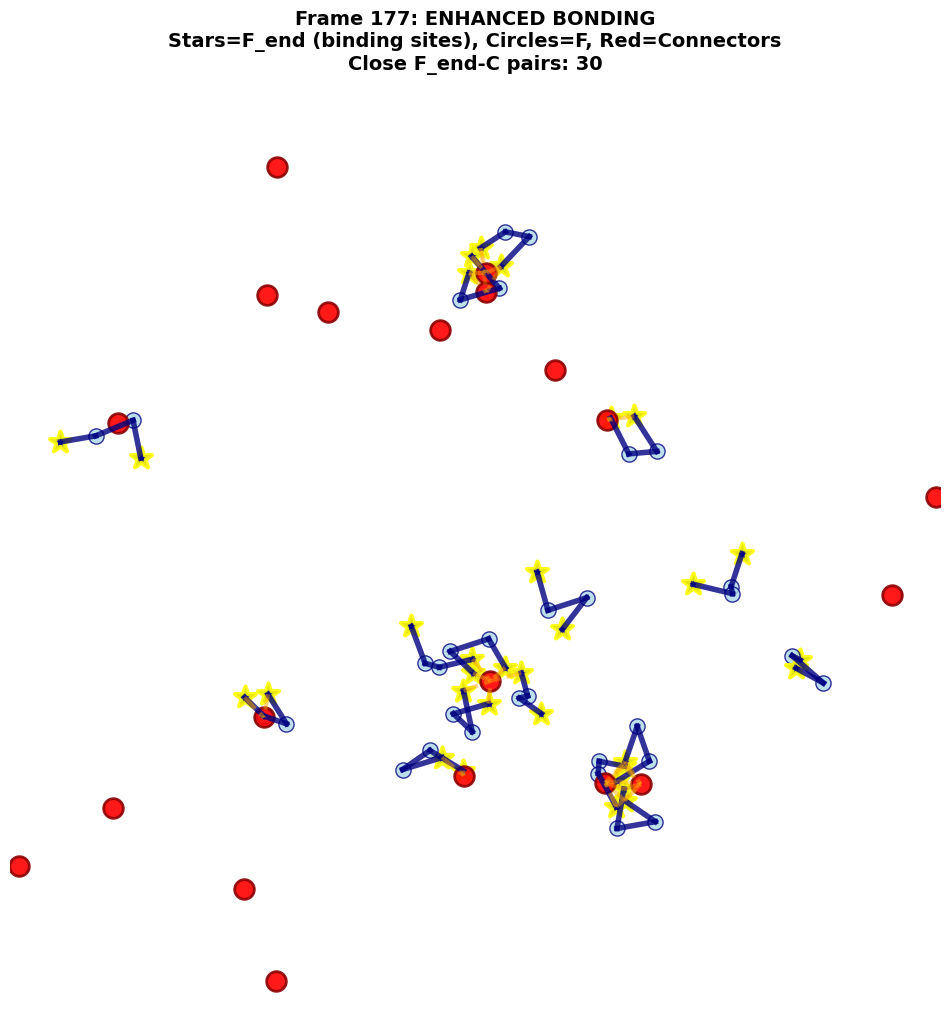 Frame 177: ENHANCED BONDING
Stars=F_end (binding sites), Circles=F, Red=Connectors
Close F_end-C pairs: 30